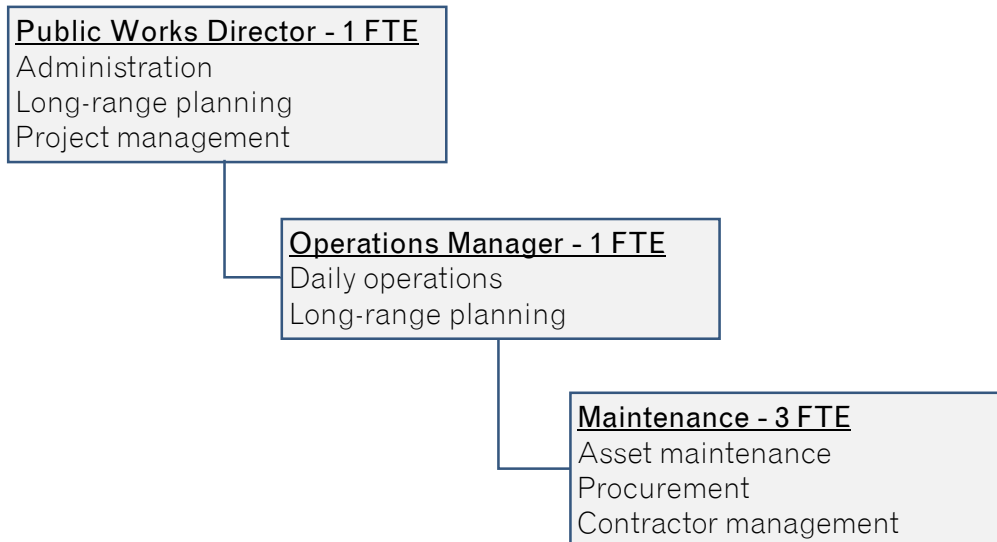 Public Works Director - 1 FTE
Administration
Long-range planning
Project management
Operations Manager - 1 FTE
Daily operations
Long-range planning
Maintenance - 3 FTE
Asset maintenance
Procurement
Contractor management